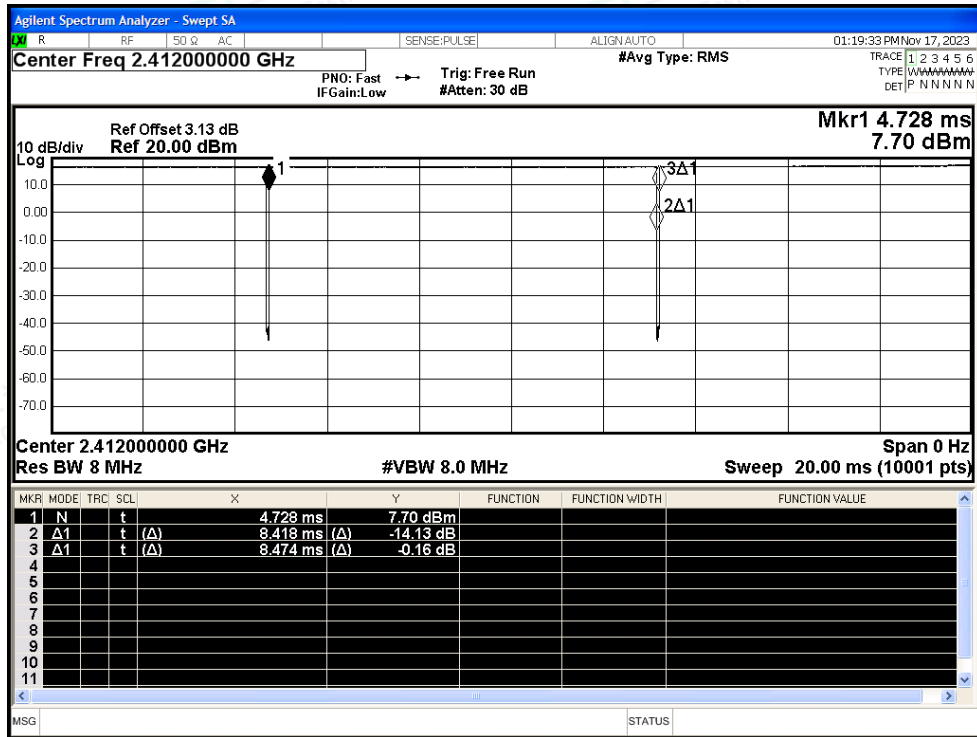 Agilent Spectrum Analyzer - Swept SA
LXI R RF 50 Ω AC SENSE:PULSE ALIGN AUTO 01:19:33 PM Nov 17, 2023
Center Freq 2.412000000 GHz
PNO: Fast
IFGain:Low
Trig: Free Run
#Atten: 30 dB
#Avg Type: RMS
TRACE 1 2 3 4 5 6
TYPE
DET P N N N N N
Mkr1 4.728 ms
7.70 dBm
Ref Offset 3.13 dB
10 dB/div Ref 20.00 dBm
Log
1
3Δ1
2Δ1
10.0
0.00
-10.0
-20.0
-30.0
-40.0
-50.0
-60.0
-70.0
Center 2.412000000 GHz Span 0 Hz
Res BW 8 MHz #VBW 8.0 MHz Sweep 20.00 ms (10001 pts)
MKR MODE TRC SCL X Y FUNCTION FUNCTION WIDTH FUNCTION VALUE
1 N t 4.728 ms 7.70 dBm
2 Δ1 t (Δ) 8.418 ms (Δ) -14.13 dB
3 Δ1 t (Δ) 8.474 ms (Δ) -0.16 dB
4
5
6
7
8
9
10
11
MSG STATUS